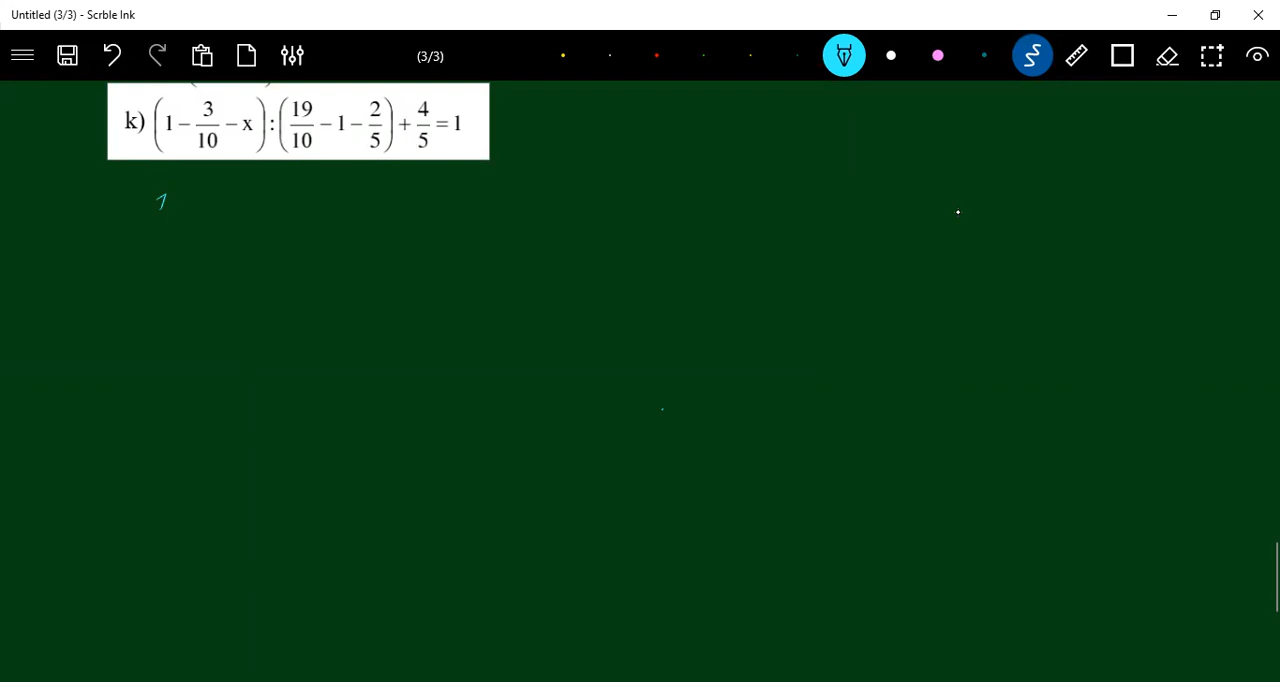 Untitled (3/3) - Scrble Ink
(3/3)
k) (1 - 3/10 - x) : (19/10 - 1 - 2/5) + 4/5 = 1
1